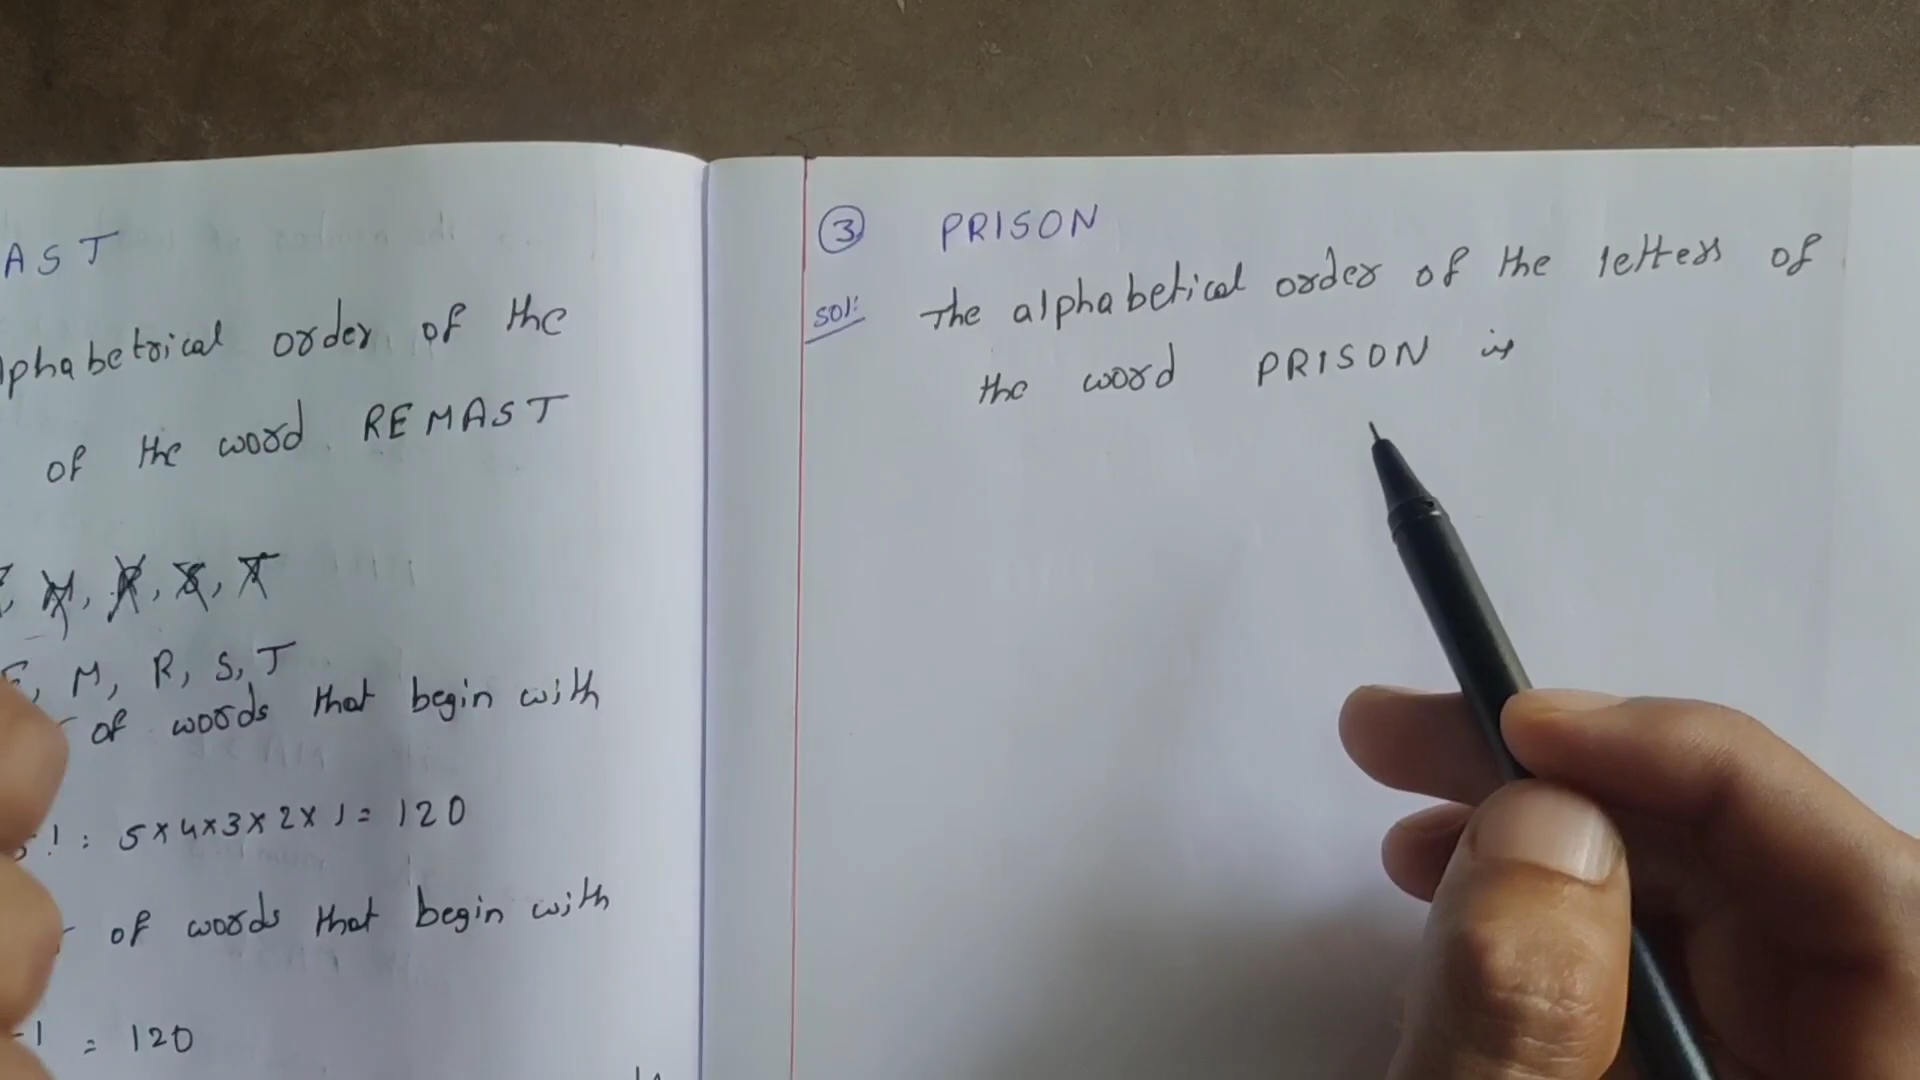 AST
phabetrical order of the
of the word REMAST
M, R, S, T
M, R, S, T
of words that begin with
5! : 5×4×3×2×1= 120
of words that begin with
= 120
3 PRISON
Sol: The alphabetical order of the letters of
the word PRISON is